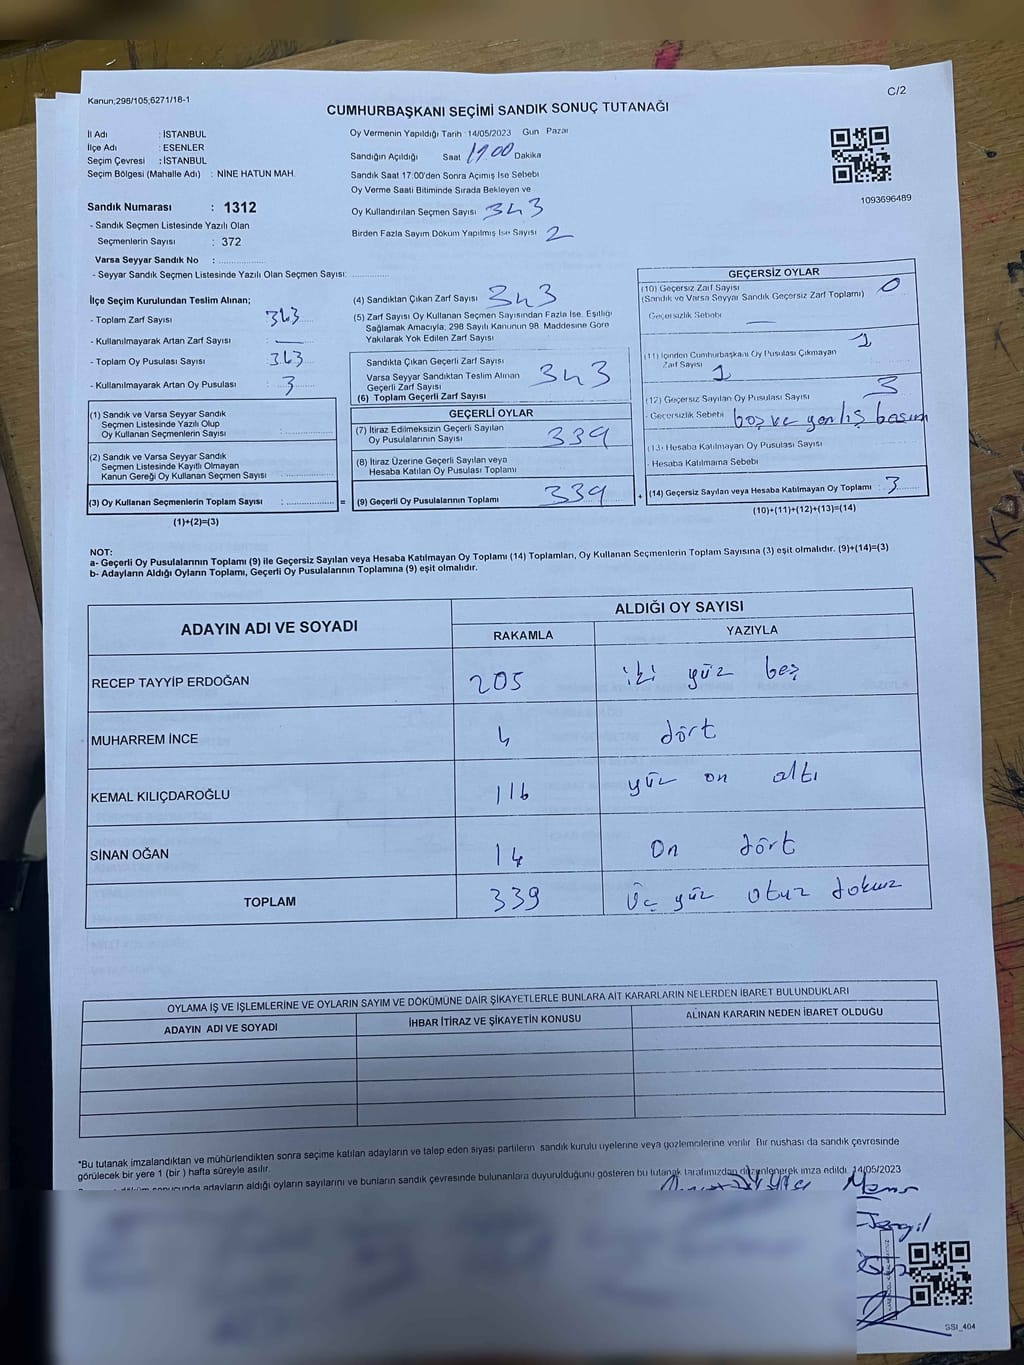 Kanun;298/105;6271/18-1
C/2
CUMHURBAŞKANI SEÇİMİ SANDIK SONUÇ TUTANAĞI
İl Adı : İSTANBUL
İlçe Adı : ESENLER
Seçim Çevresi : İSTANBUL
Seçim Bölgesi (Mahalle Adı) : NİNE HATUN MAH.
Oy Vermenin Yapıldığı Tarih : 14/05/2023 Gün Pazar
Sandığın Açıldığı Saat 17.00 Dakika
Sandık Saat 17:00'den Sonra Açımış İse Sebebi
Oy Verme Saati Bitiminde Sırada Bekleyen ve
Oy Kullandırılan Seçmen Sayısı 343
Birden Fazla Sayım Döküm Yapılmış İse Sayısı 2
1093696489
Sandık Numarası : 1312
- Sandık Seçmen Listesinde Yazılı Olan
Seçmenlerin Sayısı : 372
Varsa Seyyar Sandık No :
- Seyyar Sandık Seçmen Listesinde Yazılı Olan Seçmen Sayısı:
İlçe Seçim Kurulundan Teslim Alınan;
- Toplam Zarf Sayısı : 363
- Kullanılmayarak Artan Zarf Sayısı : —
- Toplam Oy Pusulası Sayısı : 363
- Kullanılmayarak Artan Oy Pusulası : 3
(1) Sandık ve Varsa Seyyar Sandık
Seçmen Listesinde Yazılı Olup
Oy Kullanan Seçmenlerin Sayısı :
(2) Sandık ve Varsa Seyyar Sandık
Seçmen Listesinde Kayıtlı Olmayan
Kanun Gereği Oy Kullanan Seçmen Sayısı :
(3) Oy Kullanan Seçmenlerin Toplam Sayısı : =
(1)+(2)=(3)
(4) Sandıktan Çıkan Zarf Sayısı 343
(5) Zarf Sayısı Oy Kullanan Seçmen Sayısından Fazla İse, Eşitliği
Sağlamak Amacıyla; 298 Sayılı Kanunun 98. Maddesine Göre
Yakılarak Yok Edilen Zarf Sayısı
Sandıkta Çıkan Geçerli Zarf Sayısı
Varsa Seyyar Sandıktan Teslim Alınan
Geçerli Zarf Sayısı
(6) Toplam Geçerli Zarf Sayısı 343
GEÇERLİ OYLAR
(7) İtiraz Edilmeksizin Geçerli Sayılan
Oy Pusulalarının Sayısı 339
(8) İtiraz Üzerine Geçerli Sayılan veya
Hesaba Katılan Oy Pusulası Toplamı
(9) Geçerli Oy Pusulalarının Toplamı 339 +
GEÇERSİZ OYLAR
(10) Geçersiz Zarf Sayısı 0
(Sandık ve Varsa Seyyar Sandık Geçersiz Zarf Toplamı)
Geçersizlik Sebebi —
(11) İçinden Cumhurbaşkanı Oy Pusulası Çıkmayan 1
Zarf Sayısı 1
(12) Geçersiz Sayılan Oy Pusulası Sayısı 3
- Geçersizlik Sebebi boş ve yanlış basım
(13) Hesaba Katılmayan Oy Pusulası Sayısı
- Hesaba Katılmama Sebebi
(14) Geçersiz Sayılan veya Hesaba Katılmayan Oy Toplamı : 3
(10)+(11)+(12)+(13)=(14)
NOT:
a- Geçerli Oy Pusulalarının Toplamı (9) ile Geçersiz Sayılan veya Hesaba Katılmayan Oy Toplamı (14) Toplamları, Oy Kullanan Seçmenlerin Toplam Sayısına (3) eşit olmalıdır. (9)+(14)=(3)
b- Adayların Aldığı Oyların Toplamı, Geçerli Oy Pusulalarının Toplamına (9) eşit olmalıdır.
ADAYIN ADI VE SOYADI
ALDIĞI OY SAYISI
RAKAMLA YAZIYLA
RECEP TAYYİP ERDOĞAN 205 iki yüz beş
MUHARREM İNCE 4 dört
KEMAL KILIÇDAROĞLU 116 yüz on altı
SİNAN OĞAN 14 on dört
TOPLAM 339 Üç yüz otuz dokuz
OYLAMA İŞ VE İŞLEMLERİNE VE OYLARIN SAYIM VE DÖKÜMÜNE DAİR ŞİKAYETLERLE BUNLARA AİT KARARLARIN NELERDEN İBARET BULUNDUKLARI
ADAYIN ADI VE SOYADI İHBAR İTİRAZ VE ŞİKAYETİN KONUSU ALINAN KARARIN NEDEN İBARET OLDUĞU
*Bu tutanak imzalandıktan ve mühürlendikten sonra seçime katılan adayların ve talep eden siyasi partilerin sandık kurulu üyelerine veya gözlemcilerine verilir. Bir nüshası da sandık çevresinde
görülecek bir yere 1 (bir) hafta süreyle asılır.
döküm sonucunda adayların aldığı oyların sayılarını ve bunların sandık çevresinde bulunanlara duyurulduğunu gösteren bu tutanak tarafımızdan düzenlenerek imza edildi. 14/05/2023
SSI_404